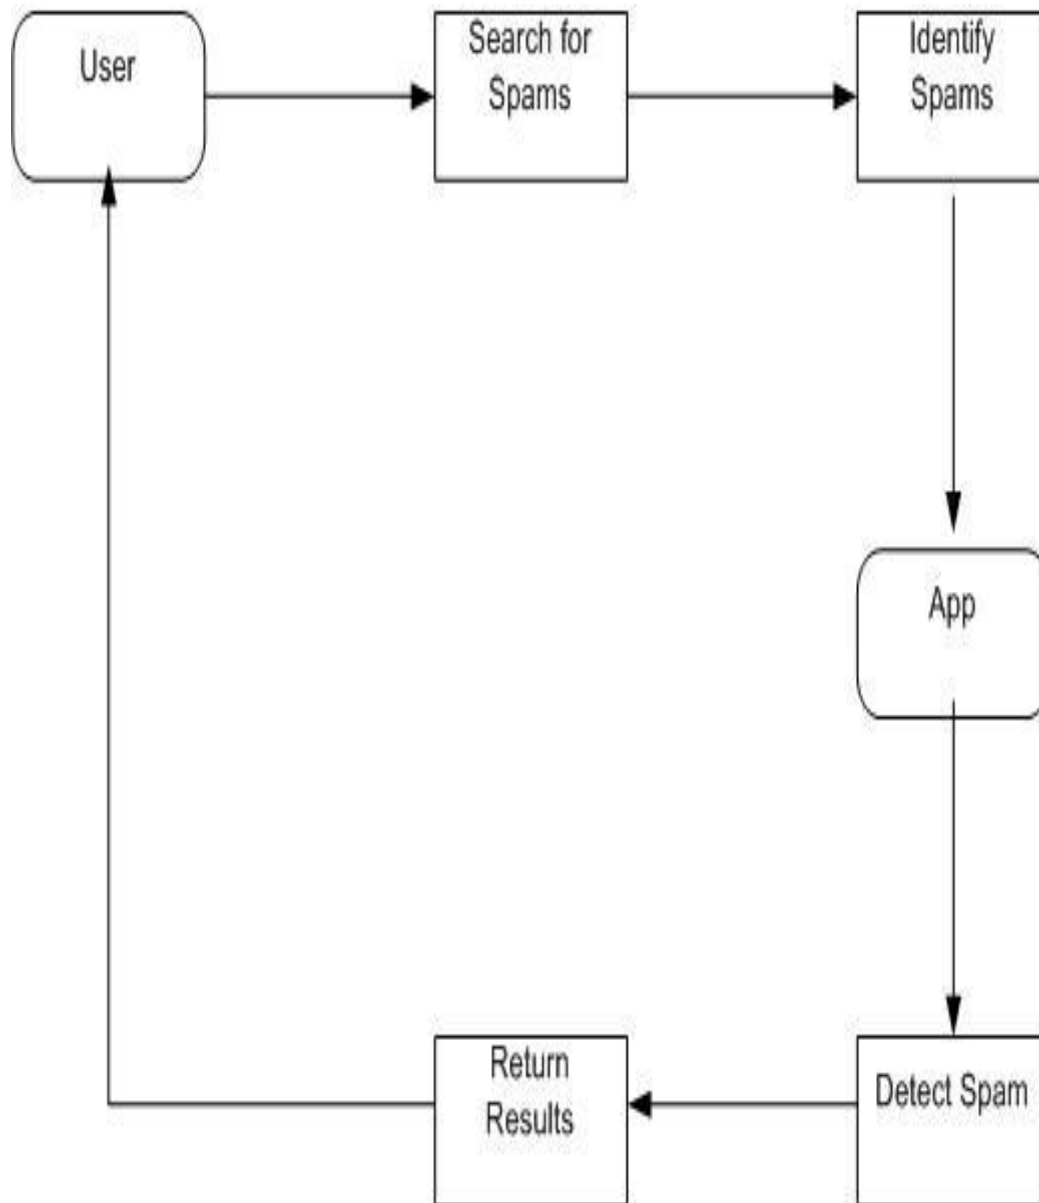 User
Search for
Spams
Identify
Spams
App
Detect Spam
Return
Results